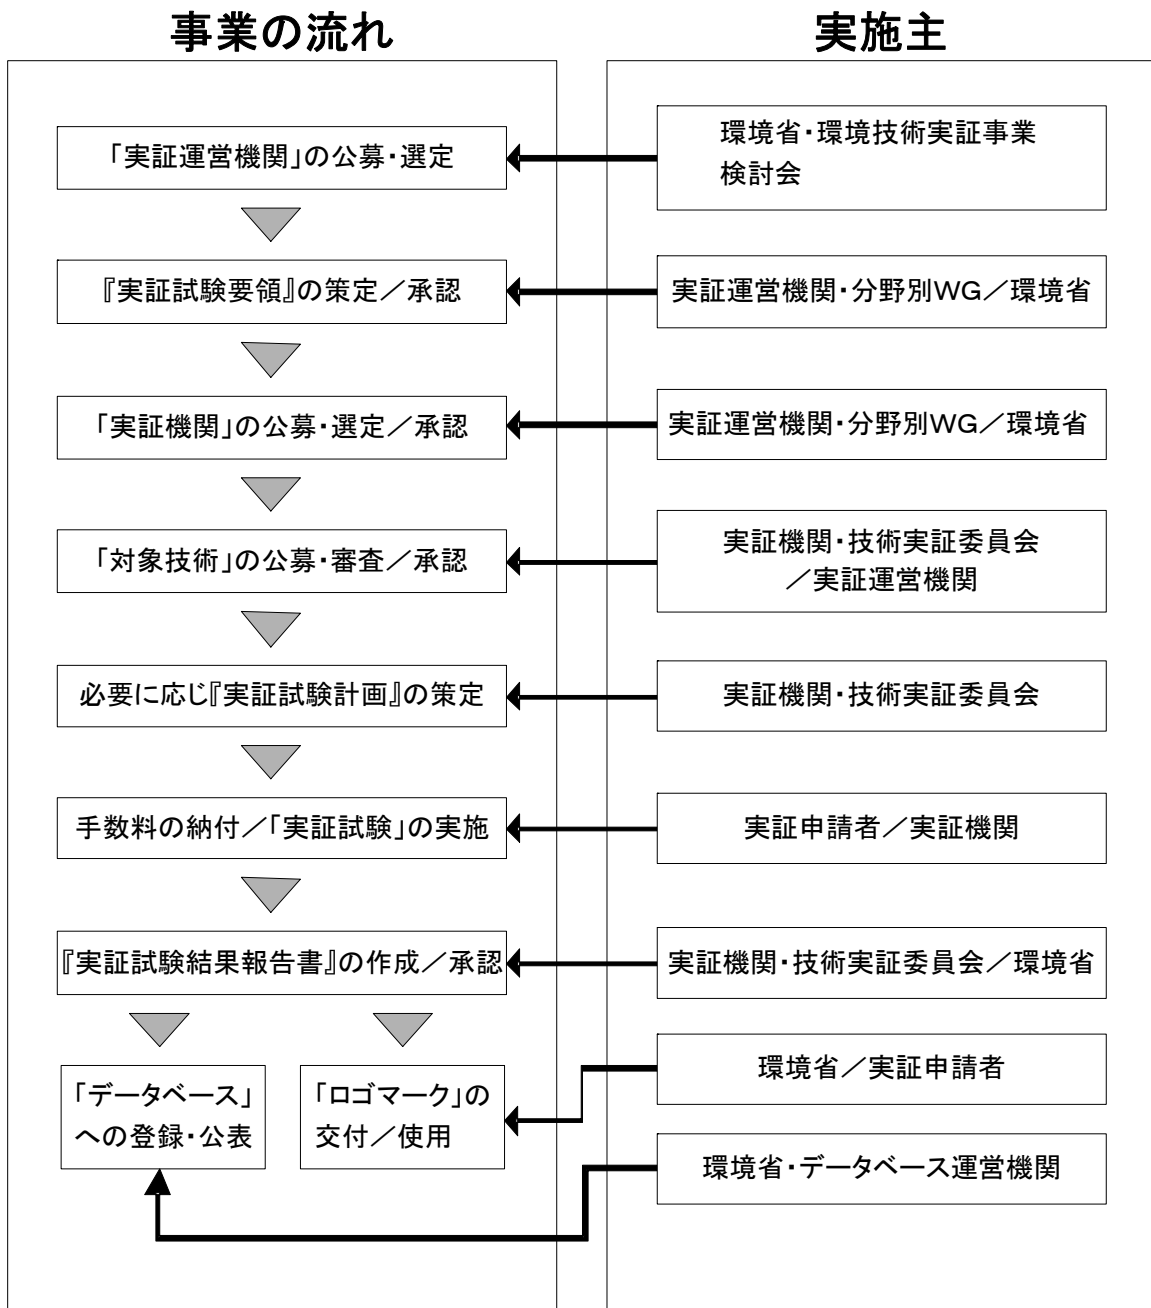 事業の流れ
実施主
「実証運営機関」の公募・選定
環境省・環境技術実証事業
検討会
『実証試験要領』の策定／承認
実証運営機関・分野別WG／環境省
「実証機関」の公募・選定／承認
実証運営機関・分野別WG／環境省
「対象技術」の公募・審査／承認
実証機関・技術実証委員会
／実証運営機関
必要に応じ『実証試験計画』の策定
実証機関・技術実証委員会
手数料の納付／「実証試験」の実施
実証申請者／実証機関
『実証試験結果報告書』の作成／承認
実証機関・技術実証委員会／環境省
「データベース」
への登録・公表
「ロゴマーク」の
交付／使用
環境省／実証申請者
環境省・データベース運営機関